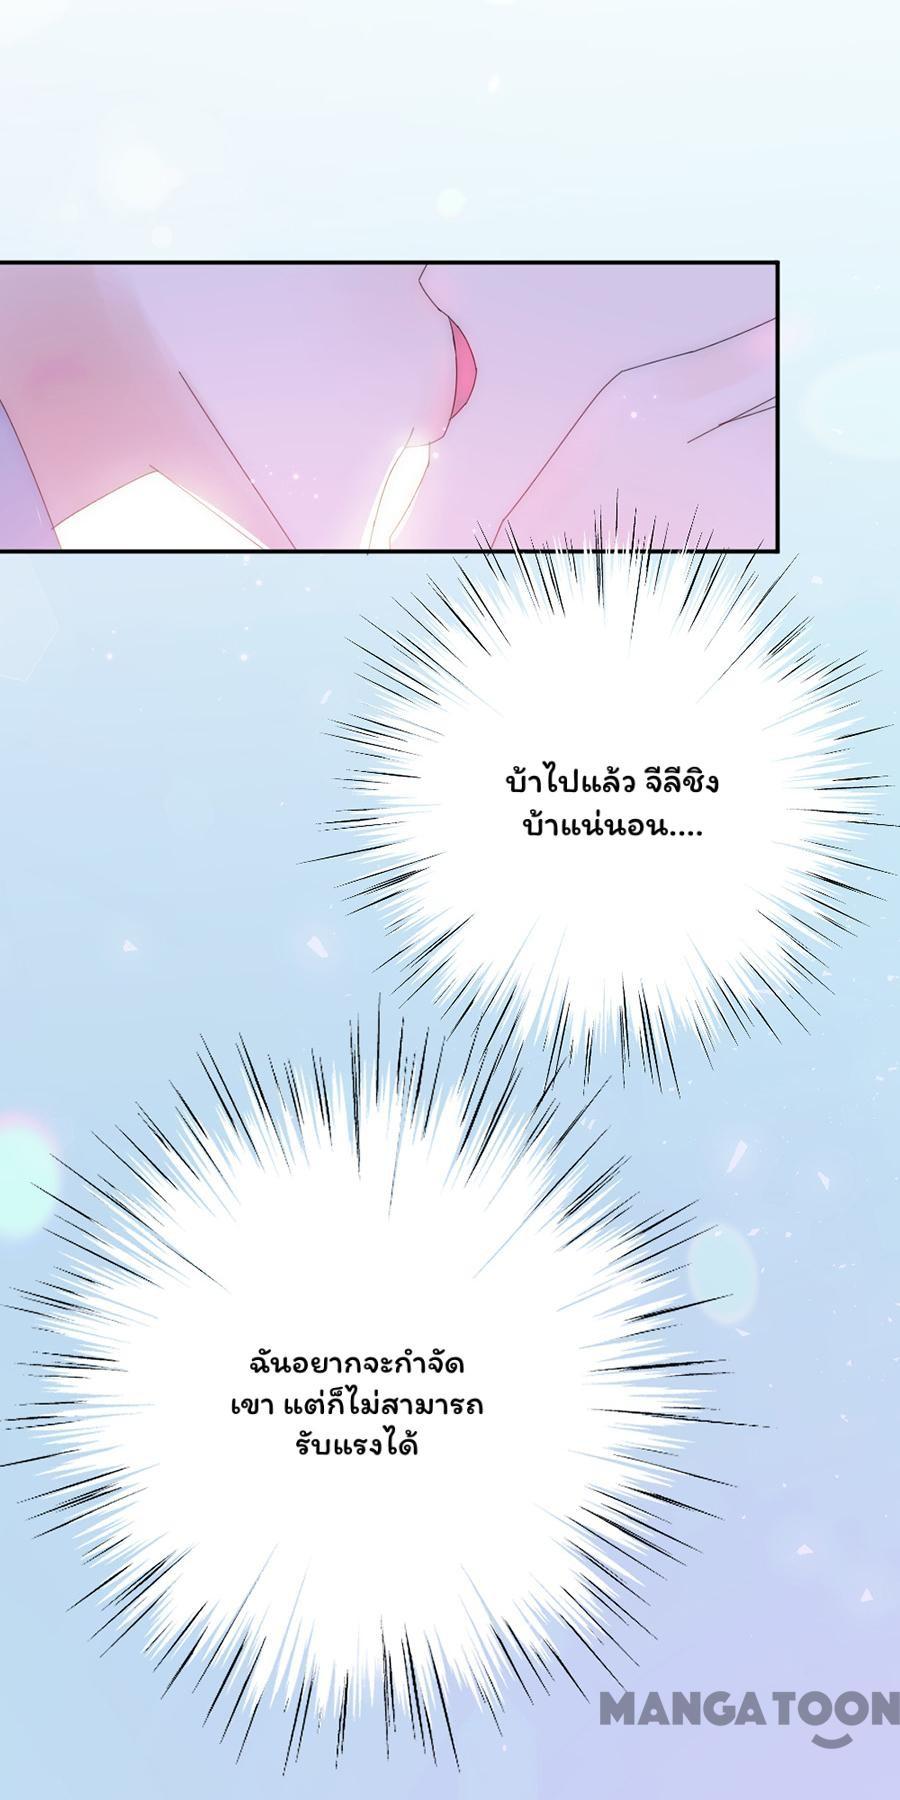 บ้าไปแล้ว จีลีชิง
บ้าแน่นอน....
ฉันอยากจะกำจัด
เขา แต่ก็ไม่สามารถ
รับแรงได้
MANGATOON